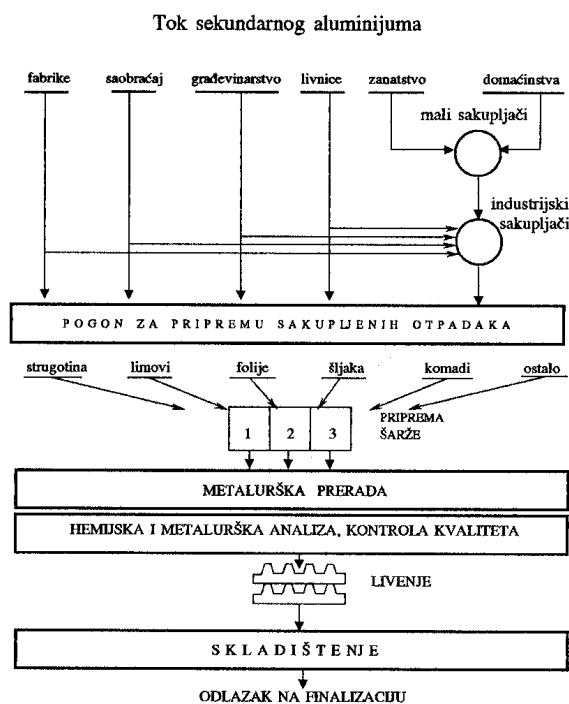 Tok sekundarnog aluminijuma
fabrike saobraćaj građevinarstvo livnice zanatstvo domaćinstva
mali sakupljači
industrijski
sakupljači
POGON ZA PRIPREMU SAKUPLJENIH OTPADAKA
strugotina limovi folije šljaka komadi ostalo
1 2 3
PRIPREMA
ŠARŽE
METALURŠKA PRERADA
HEMIJSKA I METALURŠKA ANALIZA, KONTROLA KVALITETA
LIVENJE
SKLADIŠTENJE
ODLAZAK NA FINALIZACIJU